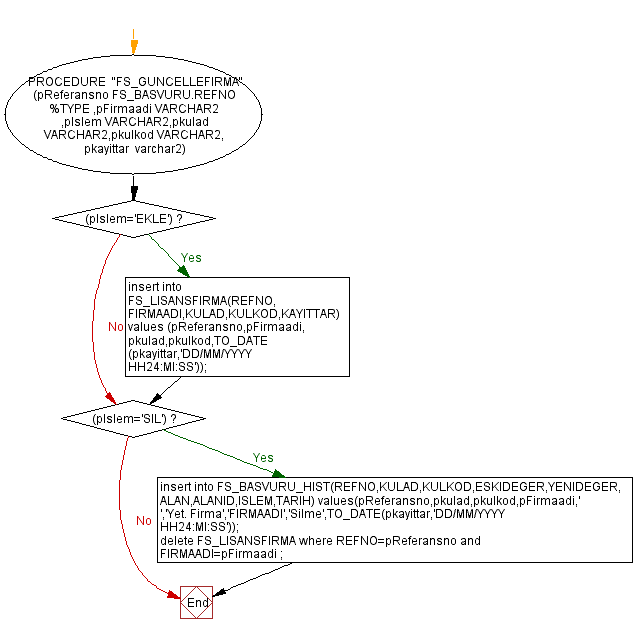 PROCEDURE "FS_GUNCELLEFIRMA"
(pReferansno FS_BASVURU.REFNO
%TYPE ,pFirmaadi VARCHAR2
,pIslem VARCHAR2,pkulad
VARCHAR2,pkulkod VARCHAR2,
pkayittar varchar2)
(pIslem='EKLE') ?
Yes
insert into
FS_LISANSFIRMA(REFNO,
FIRMAADI,KULAD,KULKOD,KAYITTAR)
values (pReferansno,pFirmaadi,
pkulad,pkulkod,TO_DATE
(pkayittar,'DD/MM/YYYY
HH24:MI:SS'));
No
(pIslem='SIL') ?
Yes
insert into FS_BASVURU_HIST(REFNO,KULAD,KULKOD,ESKIDEGER,YENIDEGER,
ALAN,ALANID,ISLEM,TARIH) values(pReferansno,pkulad,pkulkod,pFirmaadi,'
','Yet. Firma','FIRMAADI','Silme',TO_DATE(pkayittar,'DD/MM/YYYY
HH24:MI:SS'));
delete FS_LISANSFIRMA where REFNO=pReferansno and
FIRMAADI=pFirmaadi ;
No
End